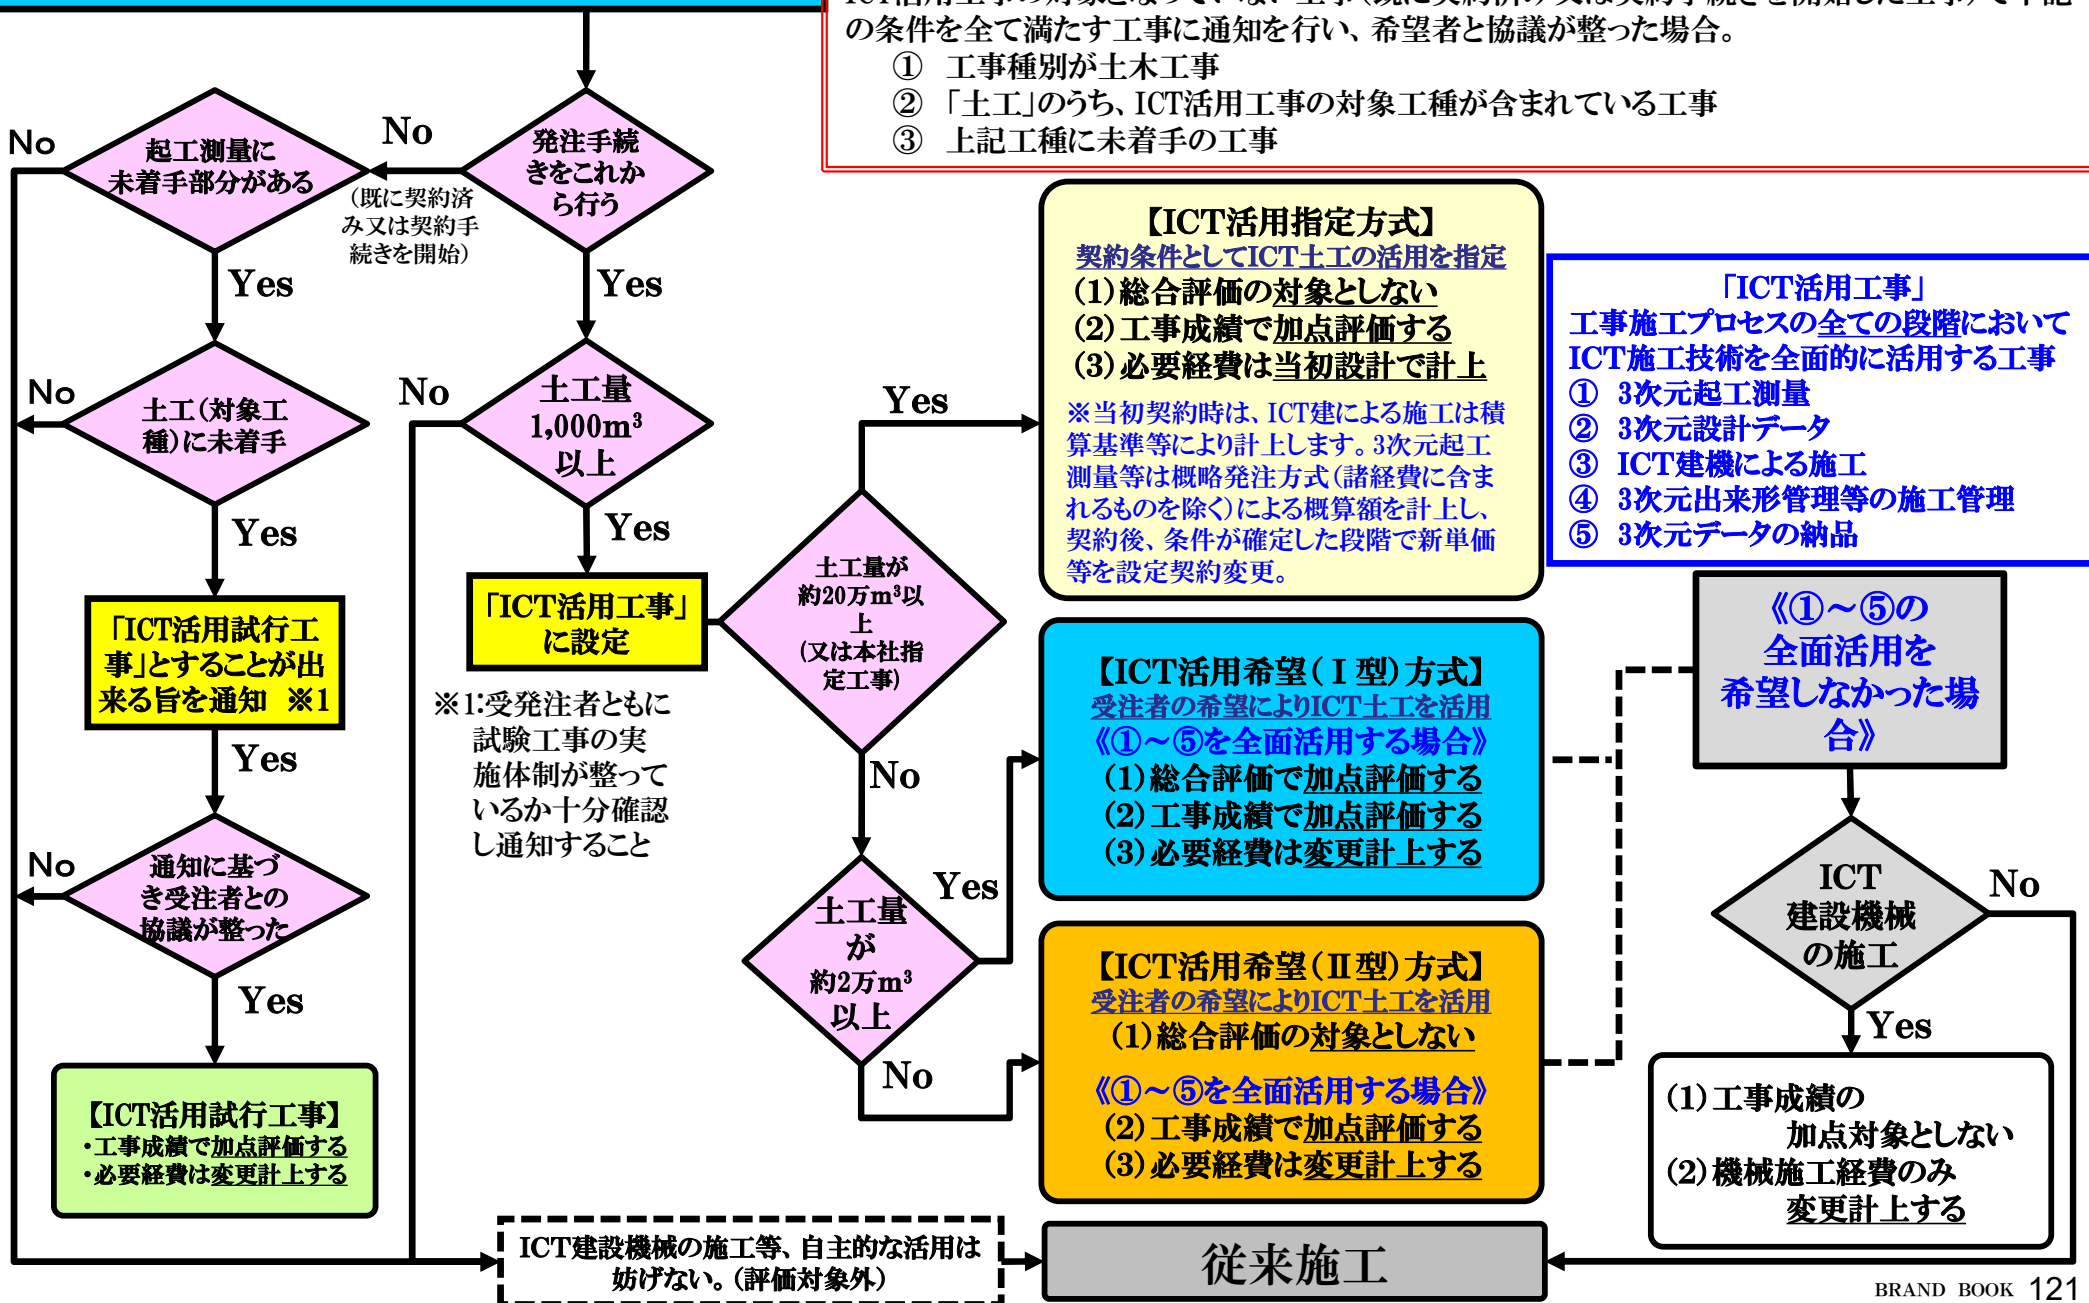 の条件を全て満たす工事に通知を行い、希望者と協議が整った場合。
① 工事種別が土木工事
② 「土工」のうち、ICT活用工事の対象工種が含まれている工事
③ 上記工種に未着手の工事
発注手続
きをこれか
ら行う
No
(既に契約済
み又は契約手
続きを開始)
起工測量に
未着手部分がある
No
Yes
土工(対象工
種)に未着手
No
Yes
「ICT活用試行工
事」とすることが出
来る旨を通知 ※1
Yes
通知に基づ
き受注者との
協議が整った
No
Yes
【ICT活用試行工事】
・工事成績で加点評価する
・必要経費は変更計上する
Yes
土工量
1,000m³
以上
No
Yes
「ICT活用工事」
に設定
※1:受発注者ともに
試験工事の実
施体制が整って
いるか十分確認
し通知すること
土工量が
約20万m³以
上
(又は本社指
定工事)
Yes
No
土工量
が
約2万m³
以上
Yes
No
【ICT活用指定方式】
契約条件としてICT土工の活用を指定
(1)総合評価の対象としない
(2)工事成績で加点評価する
(3)必要経費は当初設計で計上
※当初契約時は、ICT建による施工は積
算基準等により計上します。3次元起工
測量等は概略発注方式(諸経費に含ま
れるものを除く)による概算額を計上し、
契約後、条件が確定した段階で新単価
等を設定契約変更。
【ICT活用希望(Ⅰ型)方式】
受注者の希望によりICT土工を活用
《①～⑤を全面活用する場合》
(1)総合評価で加点評価する
(2)工事成績で加点評価する
(3)必要経費は変更計上する
【ICT活用希望(Ⅱ型)方式】
受注者の希望によりICT土工を活用
(1)総合評価の対象としない
《①～⑤を全面活用する場合》
(2)工事成績で加点評価する
(3)必要経費は変更計上する
「ICT活用工事」
工事施工プロセスの全ての段階において
ICT施工技術を全面的に活用する工事
① 3次元起工測量
② 3次元設計データ
③ ICT建機による施工
④ 3次元出来形管理等の施工管理
⑤ 3次元データの納品
《①～⑤の
全面活用を
希望しなかった場
合》
ICT
建設機械
の施工
No
Yes
(1)工事成績の
加点対象としない
(2)機械施工経費のみ
変更計上する
ICT建設機械の施工等、自主的な活用は
妨げない。(評価対象外)
従来施工
BRAND BOOK 121